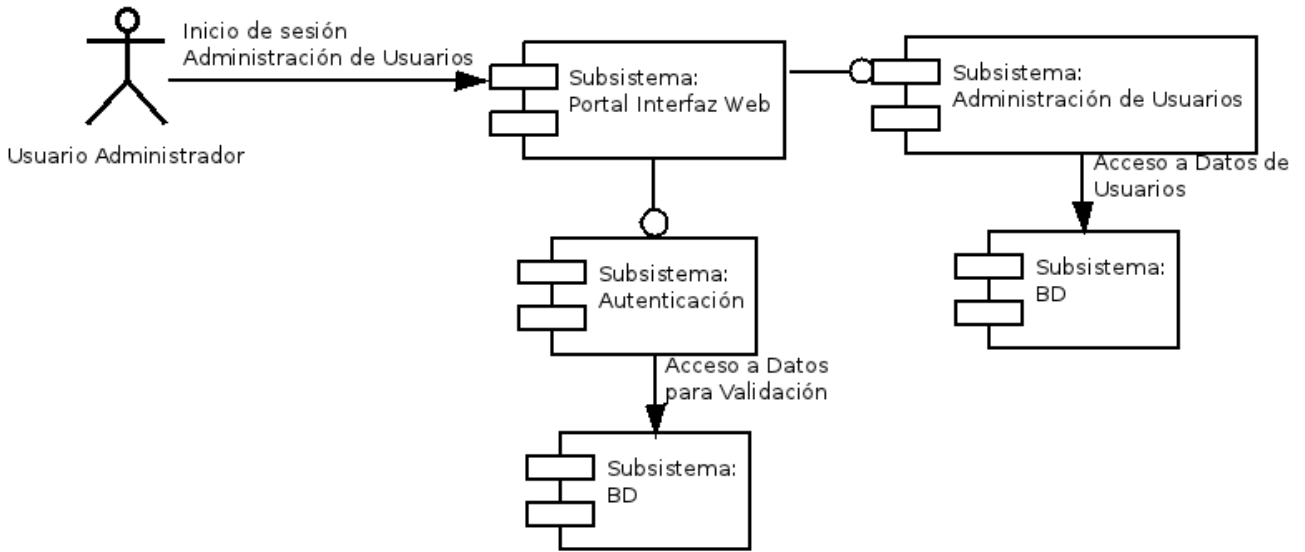 Inicio de sesión
Administración de Usuarios
Usuario Administrador
Subsistema:
Portal Interfaz Web
Subsistema:
Administración de Usuarios
Acceso a Datos de
Usuarios
Subsistema:
BD
Subsistema:
Autenticación
Acceso a Datos
para Validación
Subsistema:
BD